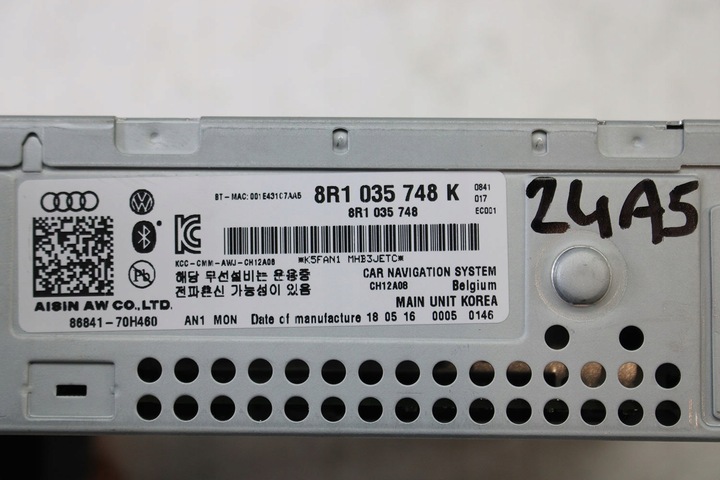 BT-MAC:001E43107AA5 8R1 035 748 K 0841
8R1 035 748 017
EC001
24A5
KCC-CMM-AWJ-CH12A08 *K5FAN1 MHB3JETC*
해당 무선설비는 운용중
전파혼신 가능성이 있음
CAR NAVIGATION SYSTEM
CH12A08 Belgium
MAIN UNIT KOREA
AISIN AW CO., LTD.
86841-70H460 AN1 MON Date of manufacture 18 05 16 0005 0146